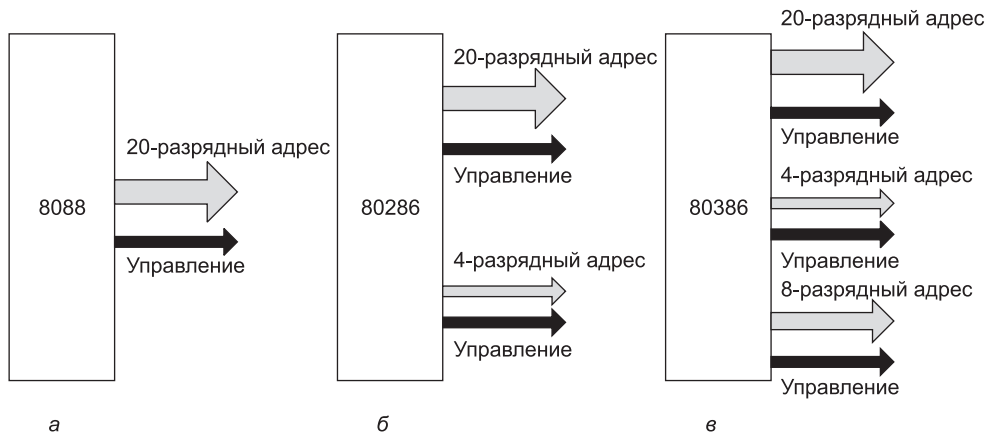 8088
20-разрядный адрес
Управление
а
80286
20-разрядный адрес
Управление
4-разрядный адрес
Управление
б
80386
20-разрядный адрес
Управление
4-разрядный адрес
Управление
8-разрядный адрес
Управление
в